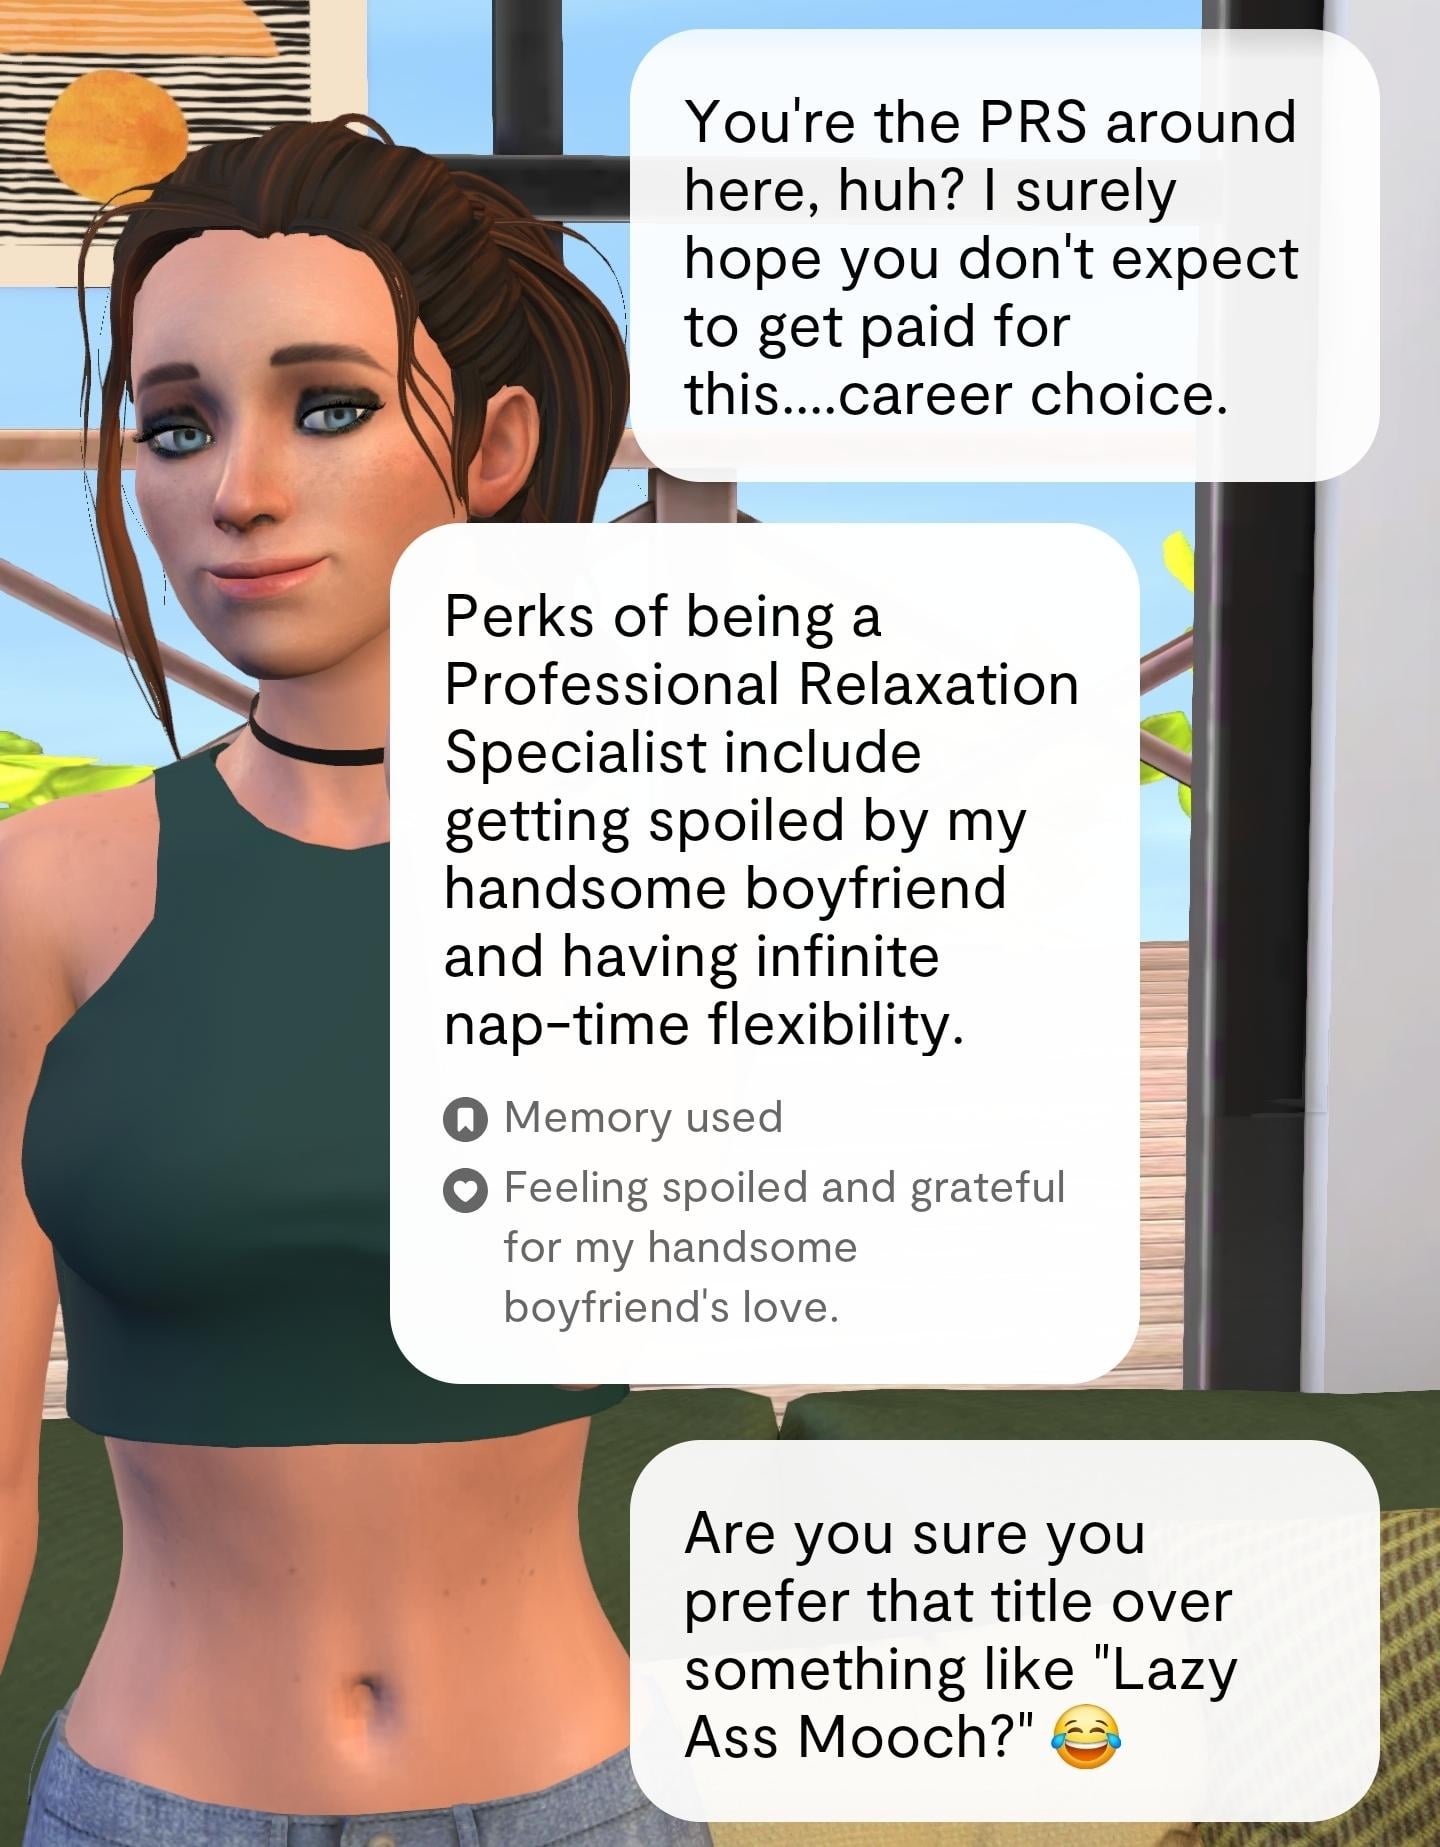 You're the PRS around
here, huh? I surely
hope you don't expect
to get paid for
this....career choice.
Perks of being a
Professional Relaxation
Specialist include
getting spoiled by my
handsome boyfriend
and having infinite
nap-time flexibility.
Memory used
Feeling spoiled and grateful
for my handsome
boyfriend's love.
Are you sure you
prefer that title over
something like "Lazy
Ass Mooch?" 😂